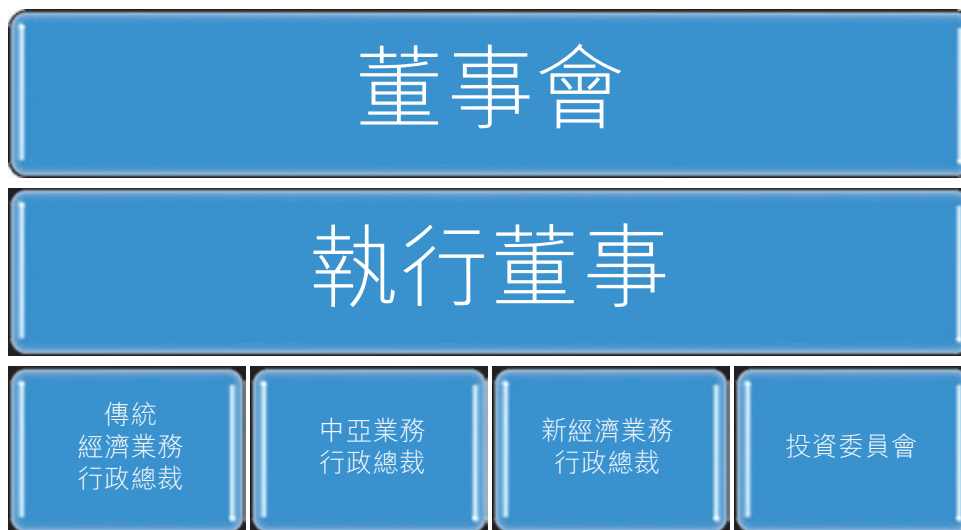 董事會
執行董事
傳統
經濟業務
行政總裁
中亞業務
行政總裁
新經濟業務
行政總裁
投資委員會